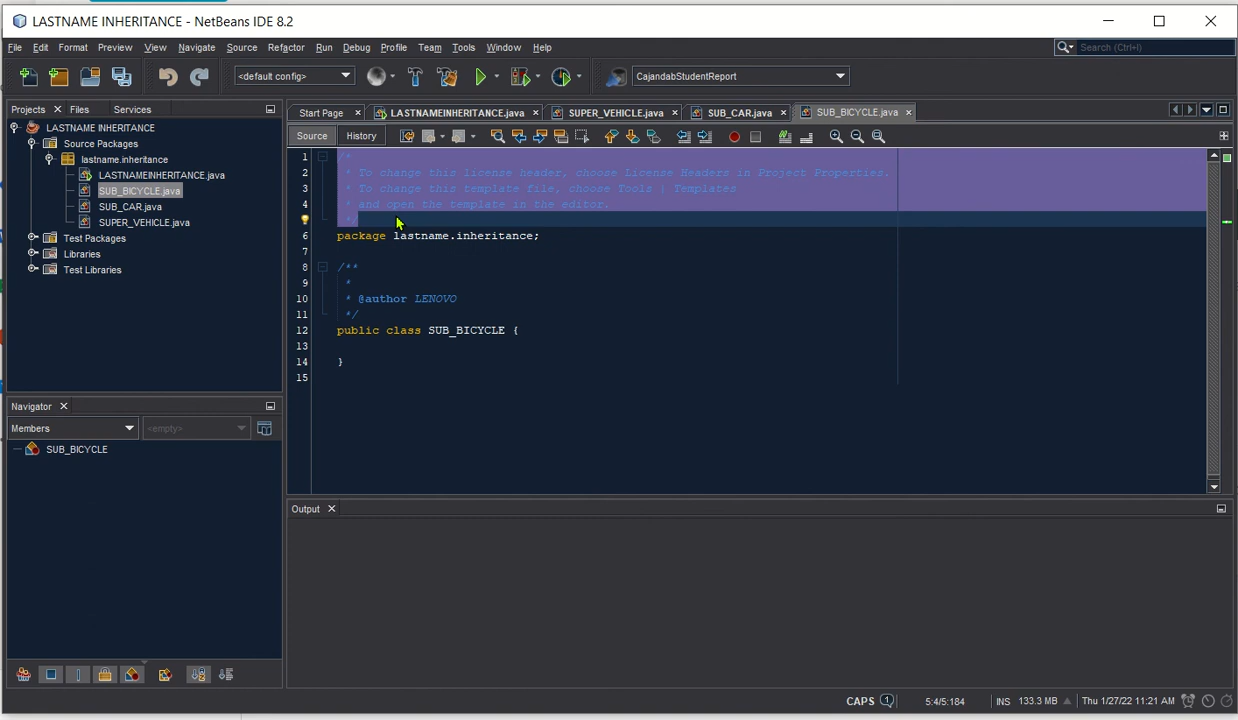 LASTNAME INHERITANCE - NetBeans IDE 8.2
File Edit Format Preview View Navigate Source Refactor Run Debug Profile Team Tools Window Help
Search (Ctrl+I)
<default config>
CajandabStudentReport
Projects Files Services
Start Page LASTNAMEINHERITANCE.java SUPER_VEHICLE.java SUB_CAR.java SUB_BICYCLE.java
LASTNAME INHERITANCE
Source Packages
lastname.inheritance
LASTNAMEINHERITANCE.java
SUB_BICYCLE.java
SUB_CAR.java
SUPER_VEHICLE.java
Test Packages
Libraries
Test Libraries
Source History
1 /*
2 * To change this license header, choose License Headers in Project Properties.
3 * To change this template file, choose Tools | Templates
4 * and open the template in the editor.
*/
6 package lastname.inheritance;
7
8 /**
9 *
10 * @author LENOVO
11 */
12 public class SUB_BICYCLE {
13
14 }
15
Navigator
Members <empty>
SUB_BICYCLE
Output
CAPS 1 5:4/5:184 INS 133.3 MB Thu 1/27/22 11:21 AM